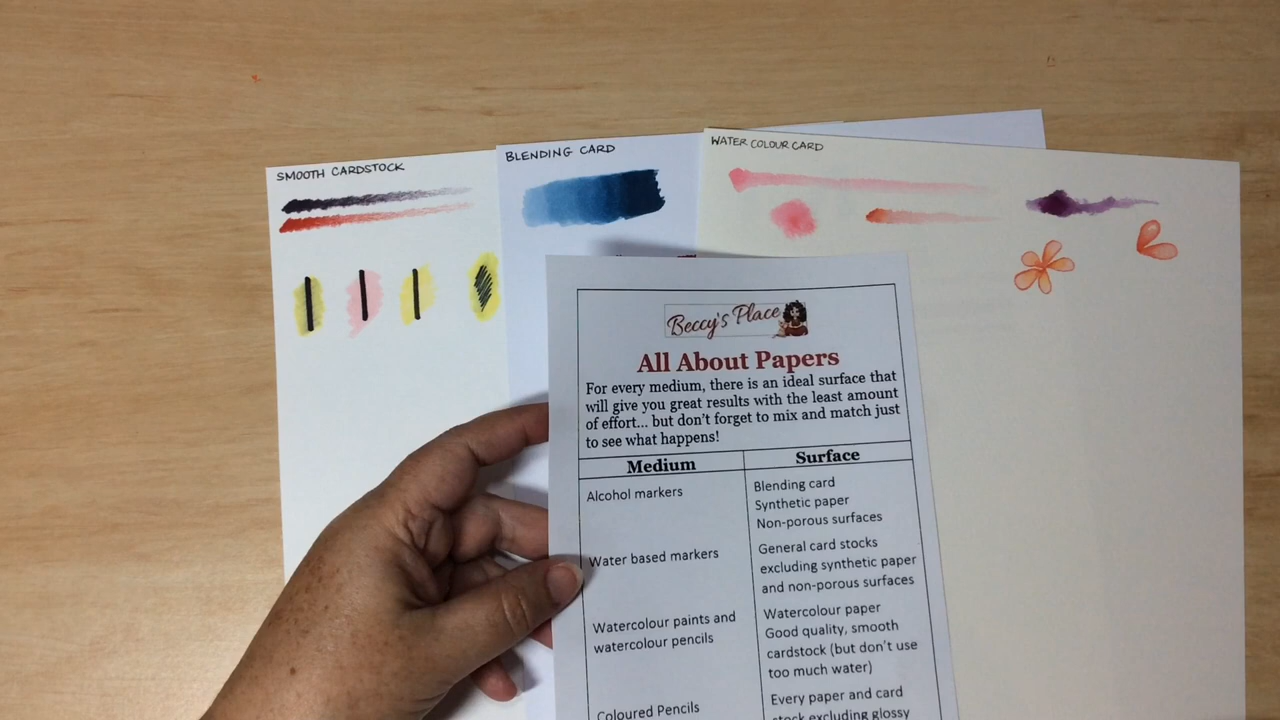 SMOOTH CARDSTOCK
BLENDING CARD
WATER COLOUR CARD
Beccy's Place
All About Papers
For every medium, there is an ideal surface that
will give you great results with the least amount
of effort... but don't forget to mix and match just
to see what happens!
Medium
Surface
Alcohol markers
Blending card
Synthetic paper
Non-porous surfaces
Water based markers
General card stocks
excluding synthetic paper
and non-porous surfaces
Watercolour paints and
watercolour pencils
Watercolour paper
Good quality, smooth
cardstock (but don't use
too much water)
Coloured Pencils
Every paper and card
stock excluding glossy